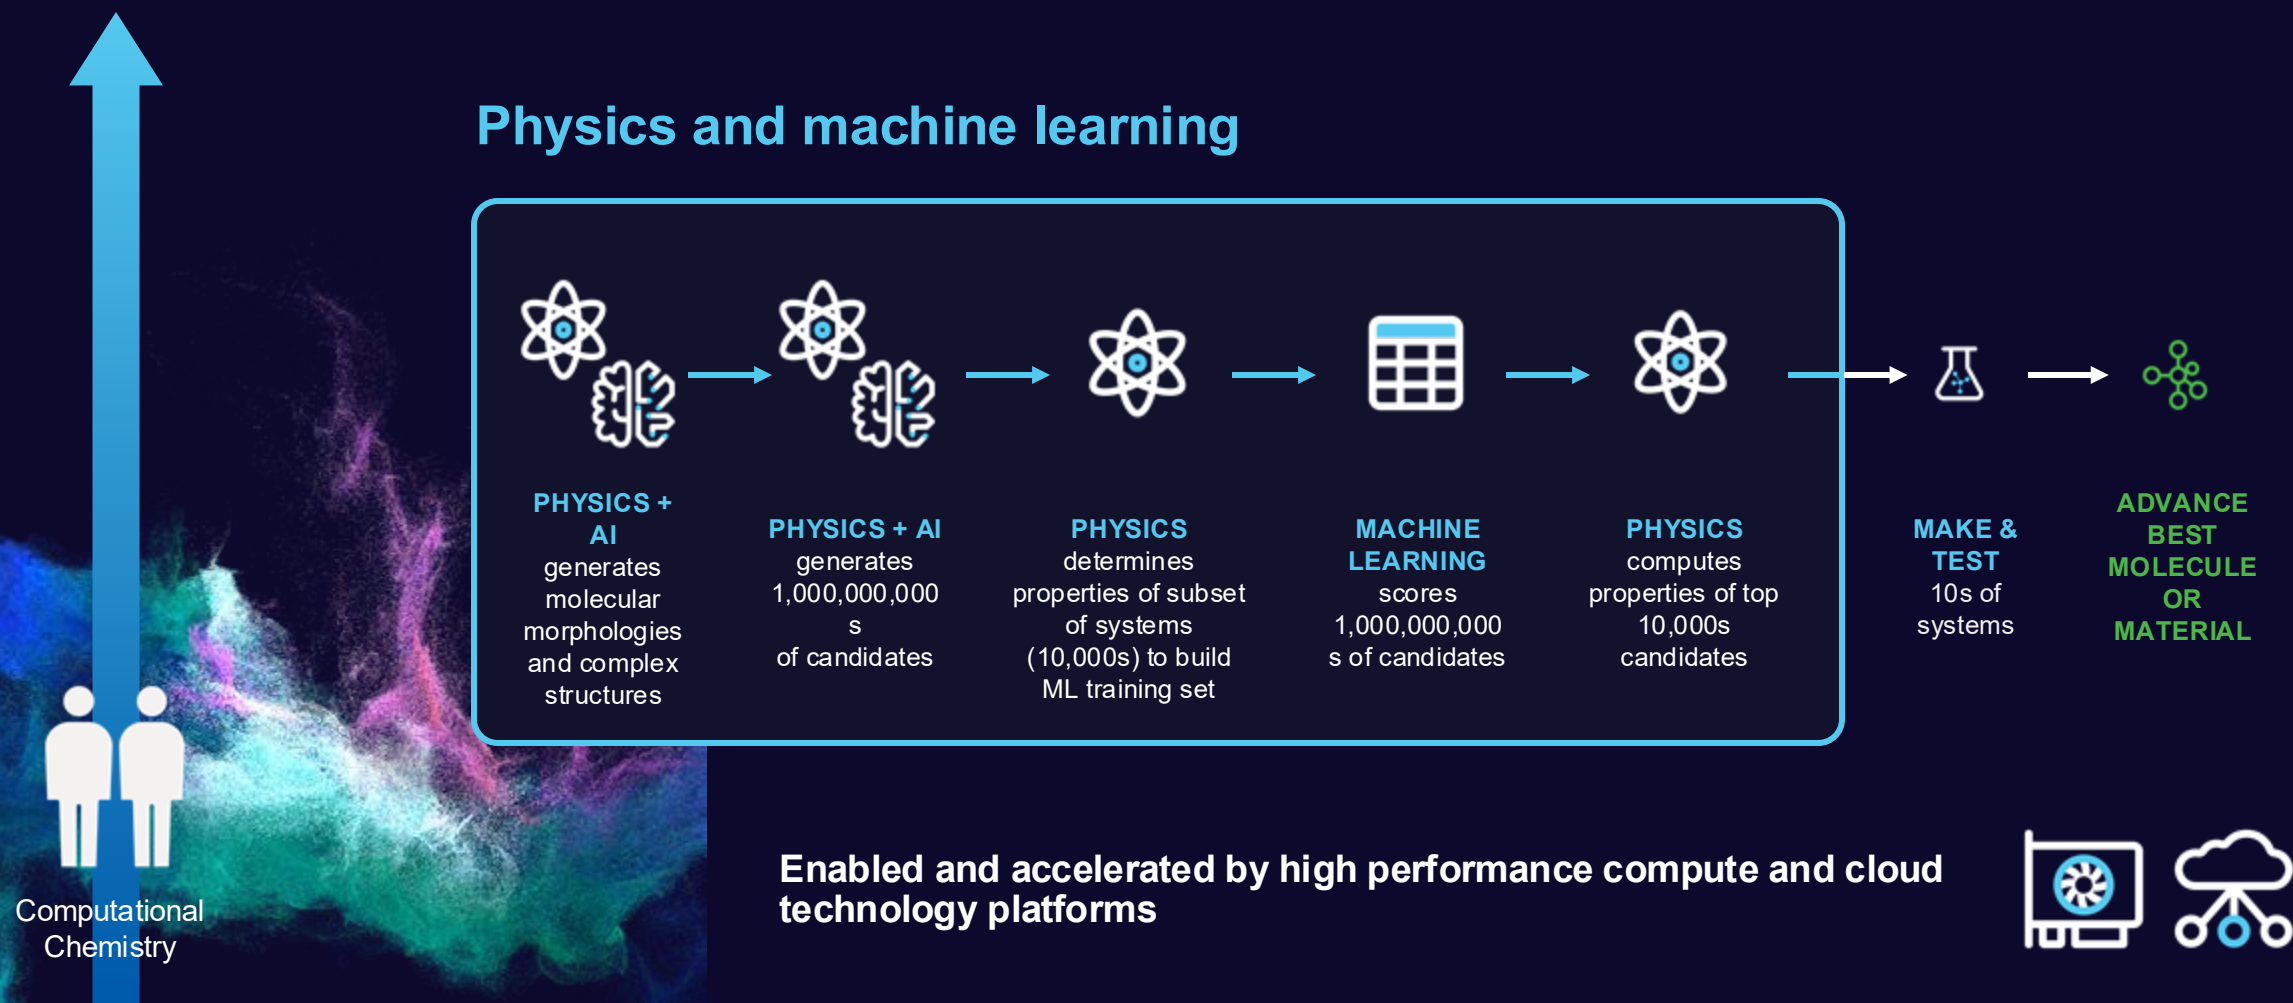 Physics and machine learning
PHYSICS +
AI
generates
molecular
morphologies
and complex
structures
PHYSICS + AI
generates
1,000,000,000
s
of candidates
PHYSICS
determines
properties of subset
of systems
(10,000s) to build
ML training set
MACHINE
LEARNING
scores
1,000,000,000
s of candidates
PHYSICS
computes
properties of top
10,000s
candidates
MAKE &
TEST
10s of
systems
ADVANCE
BEST
MOLECULE
OR
MATERIAL
Computational
Chemistry
Enabled and accelerated by high performance compute and cloud
technology platforms